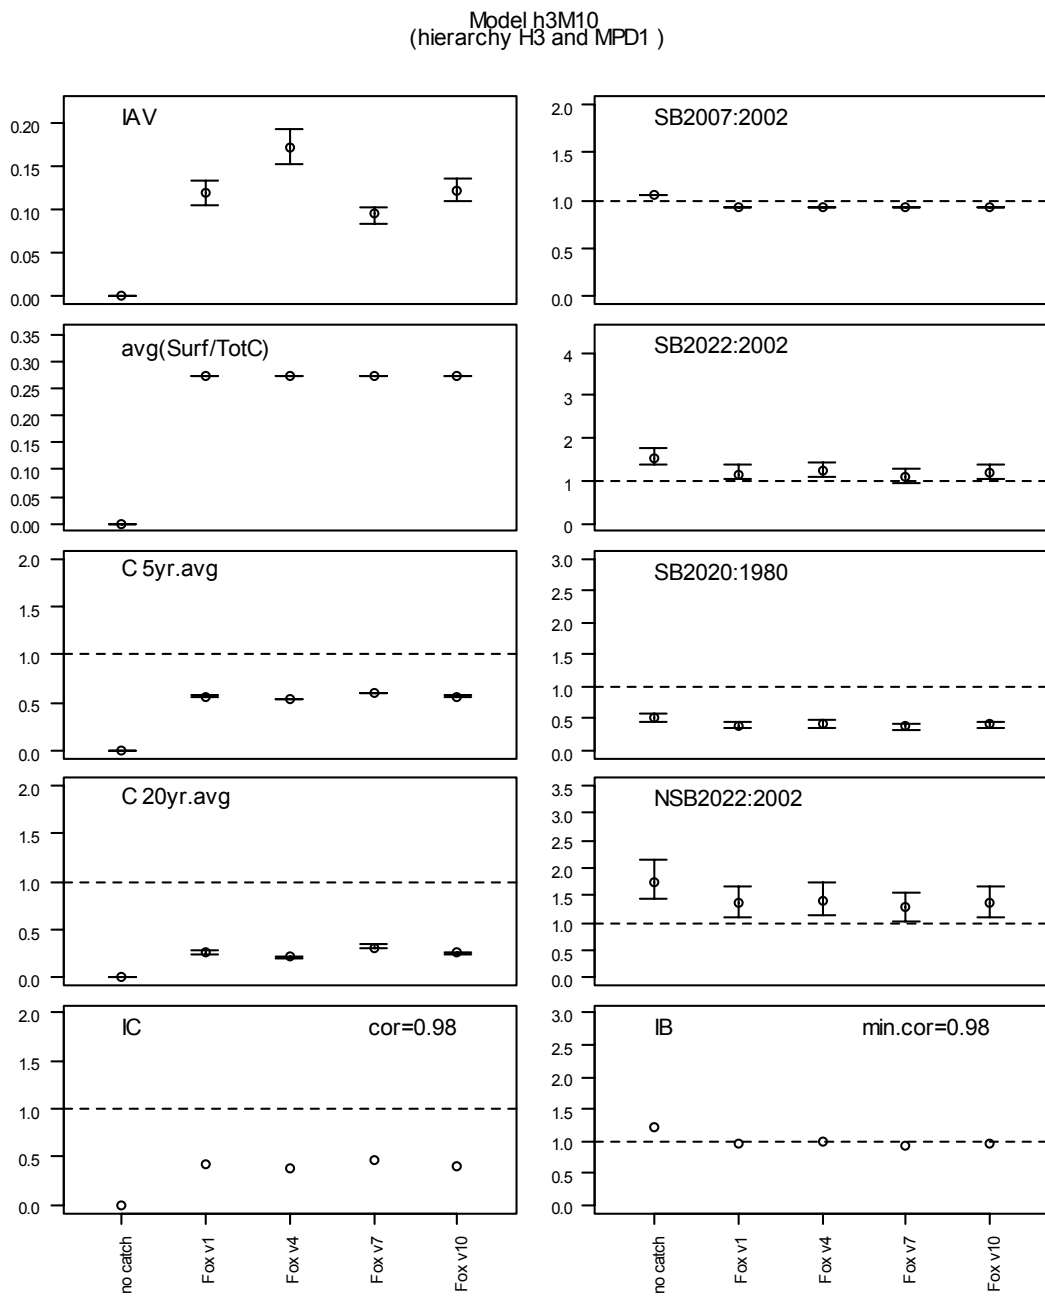 Model h3M10
(hierarchy H3 and MPD1 )
IAV
0.20
0.15
0.10
0.05
0.00
SB2007:2002
2.0
1.5
1.0
0.5
0.0
avg(Surf/TotC)
0.35
0.30
0.25
0.20
0.15
0.10
0.05
0.00
SB2022:2002
4
3
2
1
0
C 5yr.avg
2.0
1.5
1.0
0.5
0.0
SB2020:1980
3.0
2.5
2.0
1.5
1.0
0.5
0.0
C 20yr.avg
2.0
1.5
1.0
0.5
0.0
NSB2022:2002
3.5
3.0
2.5
2.0
1.5
1.0
0.5
0.0
IC cor=0.98
2.0
1.5
1.0
0.5
0.0
IB min.cor=0.98
3.0
2.5
2.0
1.5
1.0
0.5
0.0
no catch
Fox v1
Fox v4
Fox v7
Fox v10
no catch
Fox v1
Fox v4
Fox v7
Fox v10